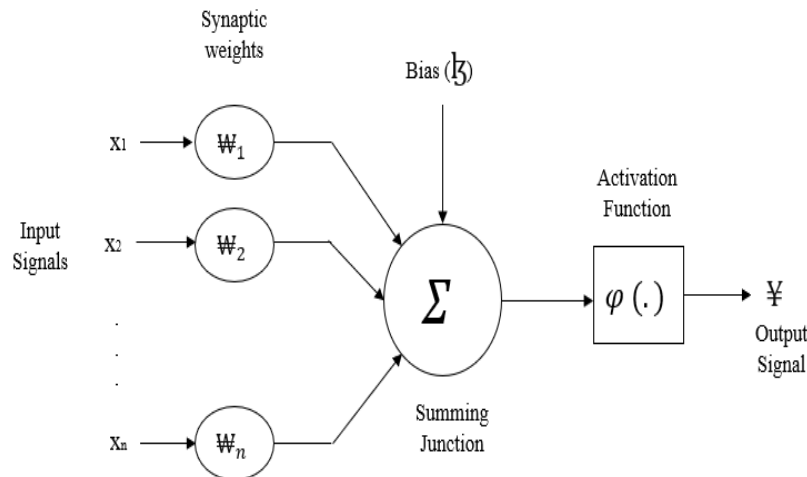 Synaptic
weights
Bias (ꜧ)
x₁
₩₁
Activation
Function
Input
Signals
x₂
₩₂
Σ
φ (.)
¥
Output
Signal
.
.
.
Summing
Junction
xₙ
₩ₙ